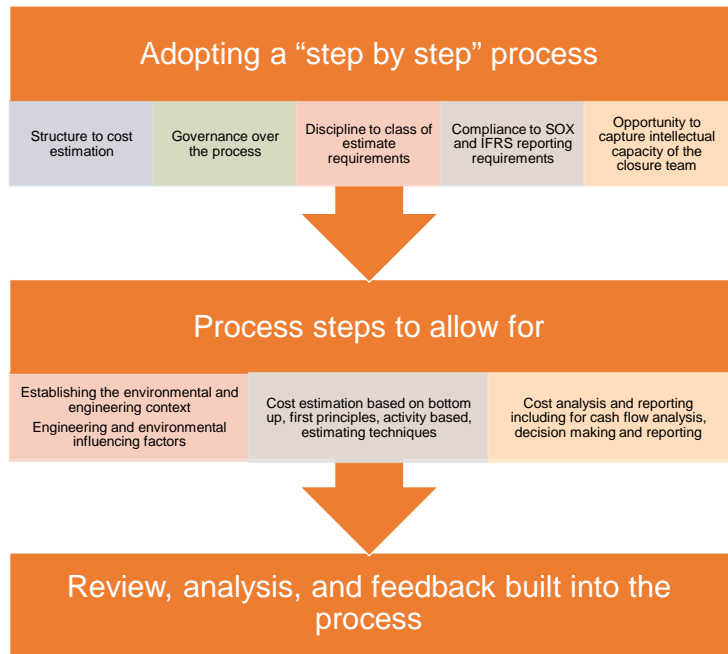 Adopting a “step by step” process
Structure to cost
estimation
Governance over
the process
Discipline to class of
estimate
requirements
Compliance to SOX
and IFRS reporting
requirements
Opportunity to
capture intellectual
capacity of the
closure team
Process steps to allow for
Establishing the environmental and
engineering context
Engineering and environmental
influencing factors
Cost estimation based on bottom
up, first principles, activity based,
estimating techniques
Cost analysis and reporting
including for cash flow analysis,
decision making and reporting
Review, analysis, and feedback built into the
process